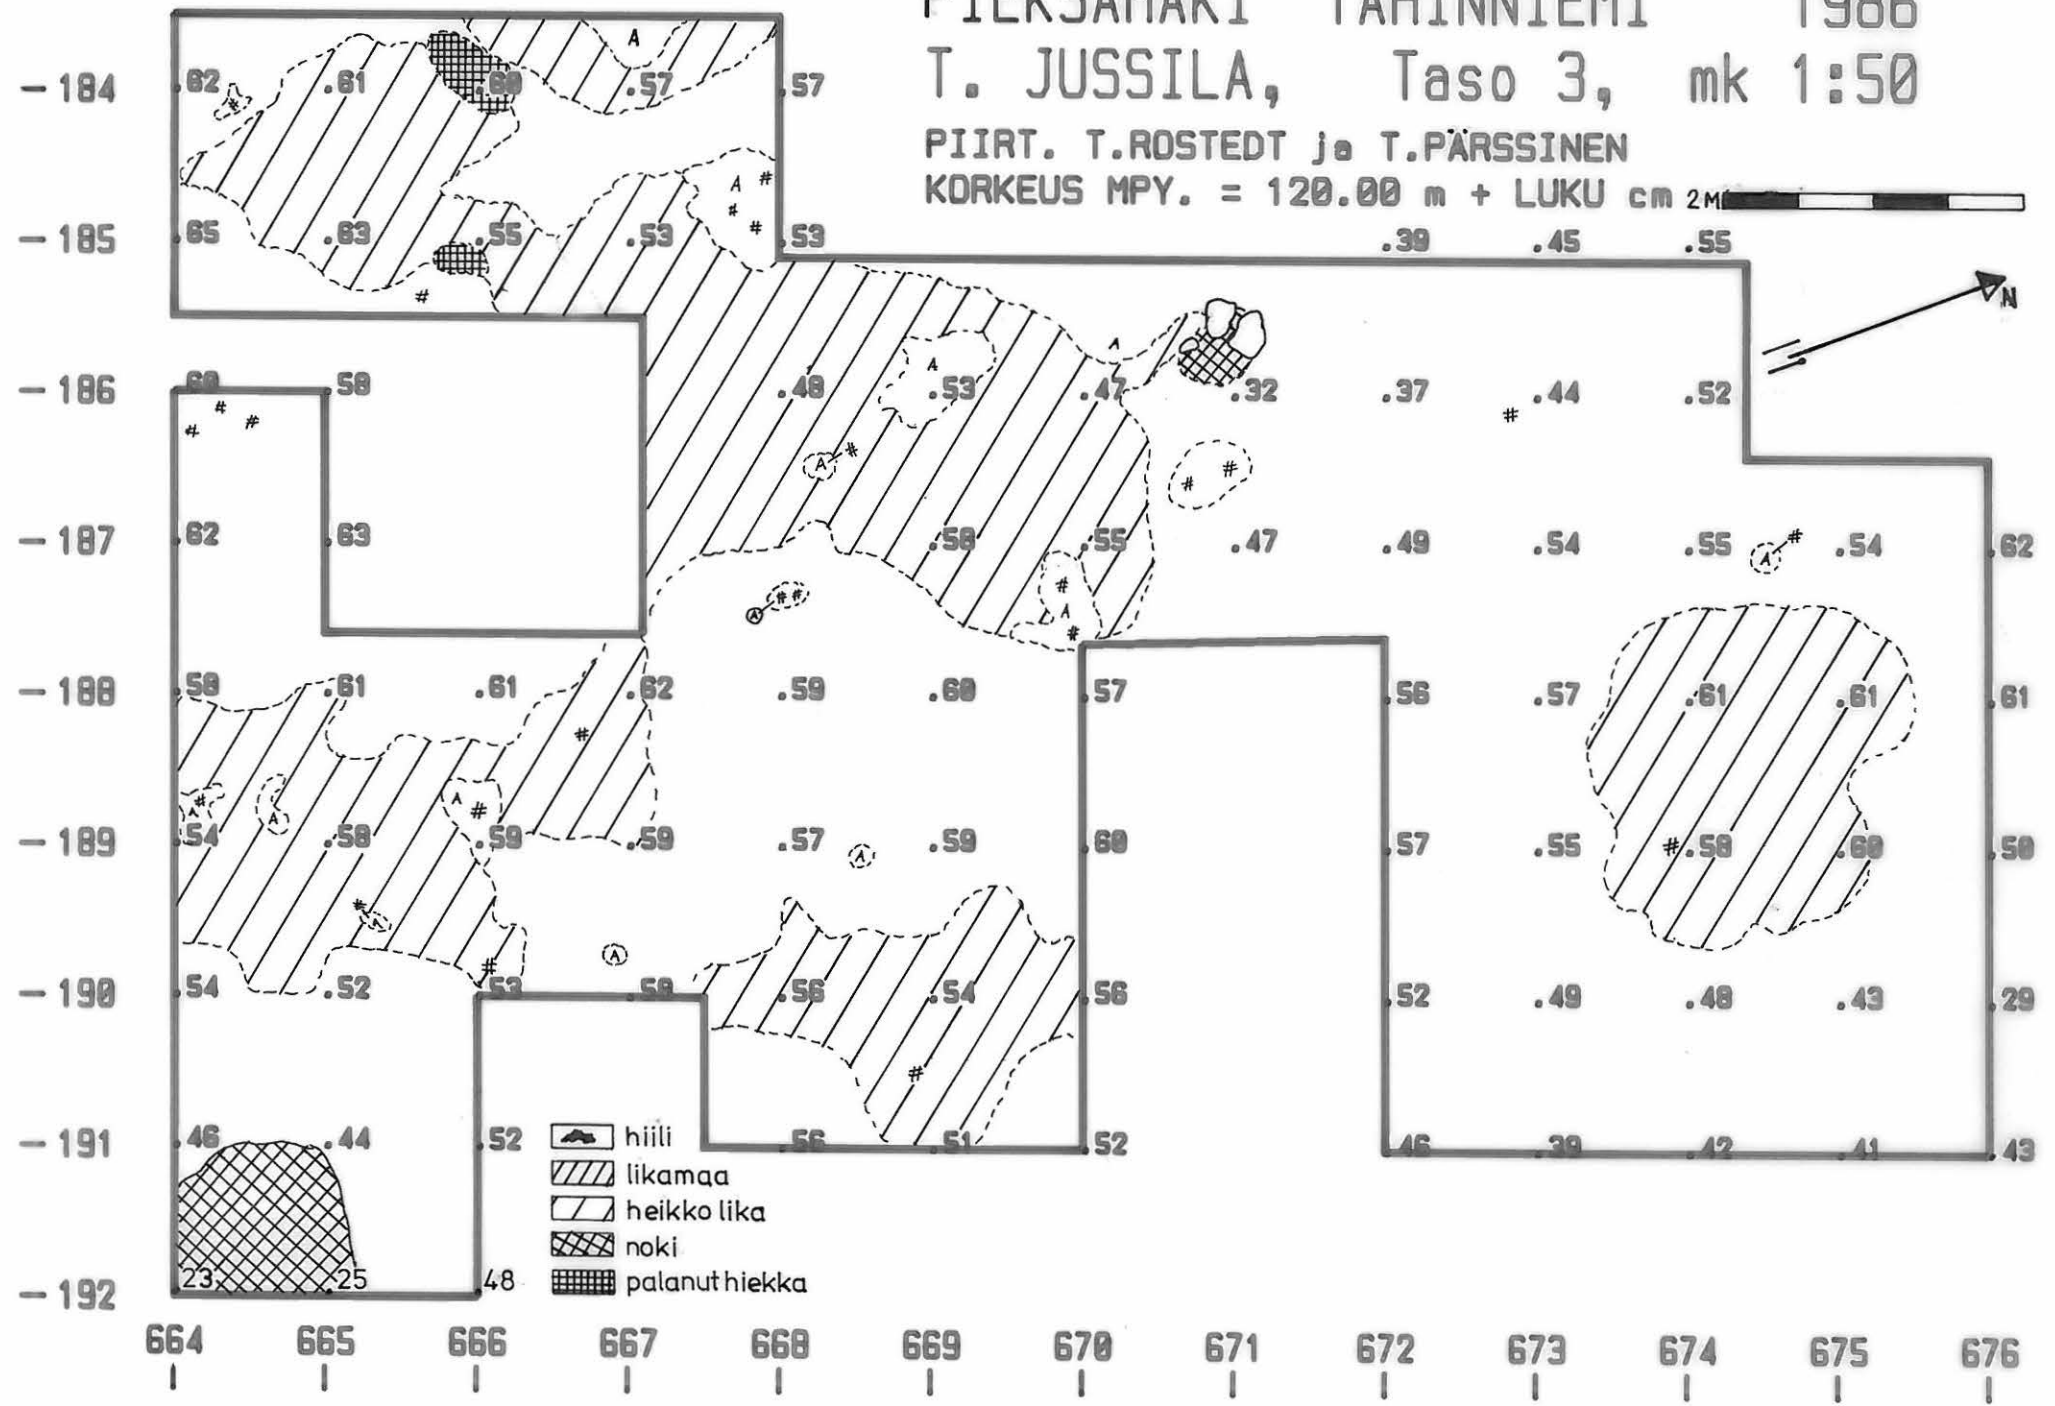 PIEKSÄMÄKI TAHINNIEMI 1986
T. JUSSILA, Taso 3, mk 1:50
PIIRT. T.ROSTEDT ja T.PÄRSSINEN
KORKEUS MPY. = 120.00 m + LUKU cm 2M
N
A
-184 62 .61 .60 .57 .57
#
A #
#
#
-185 65 .63 .55 .53 53 .39 .45 .55
#
A
A
-186 60 58 .48 .53 .47 .32 .37 .44 .52
# # #
#
A # # #
-187 62 63 .58 .55 .47 .49 .54 .55 A # .54 62
A # # #
A
#
-188 58 .61 .61 .62 .59 .60 57 56 .57 .61 .61 61
#
# A # A
A
-189 54 .58 .59 .59 .57 .59 60 57 .55 # .58 .60 50
A
# A
A
#
-190 54 .52 53 .58 .56 .54 56 52 .49 .48 .43 29
#
-191 46 .44 52 .56 .51 52 46 .39 .42 .41 43
hiili
likamaa
heikko lika
noki
palanut hiekka
-192 23 25 48
664 665 666 667 668 669 670 671 672 673 674 675 676